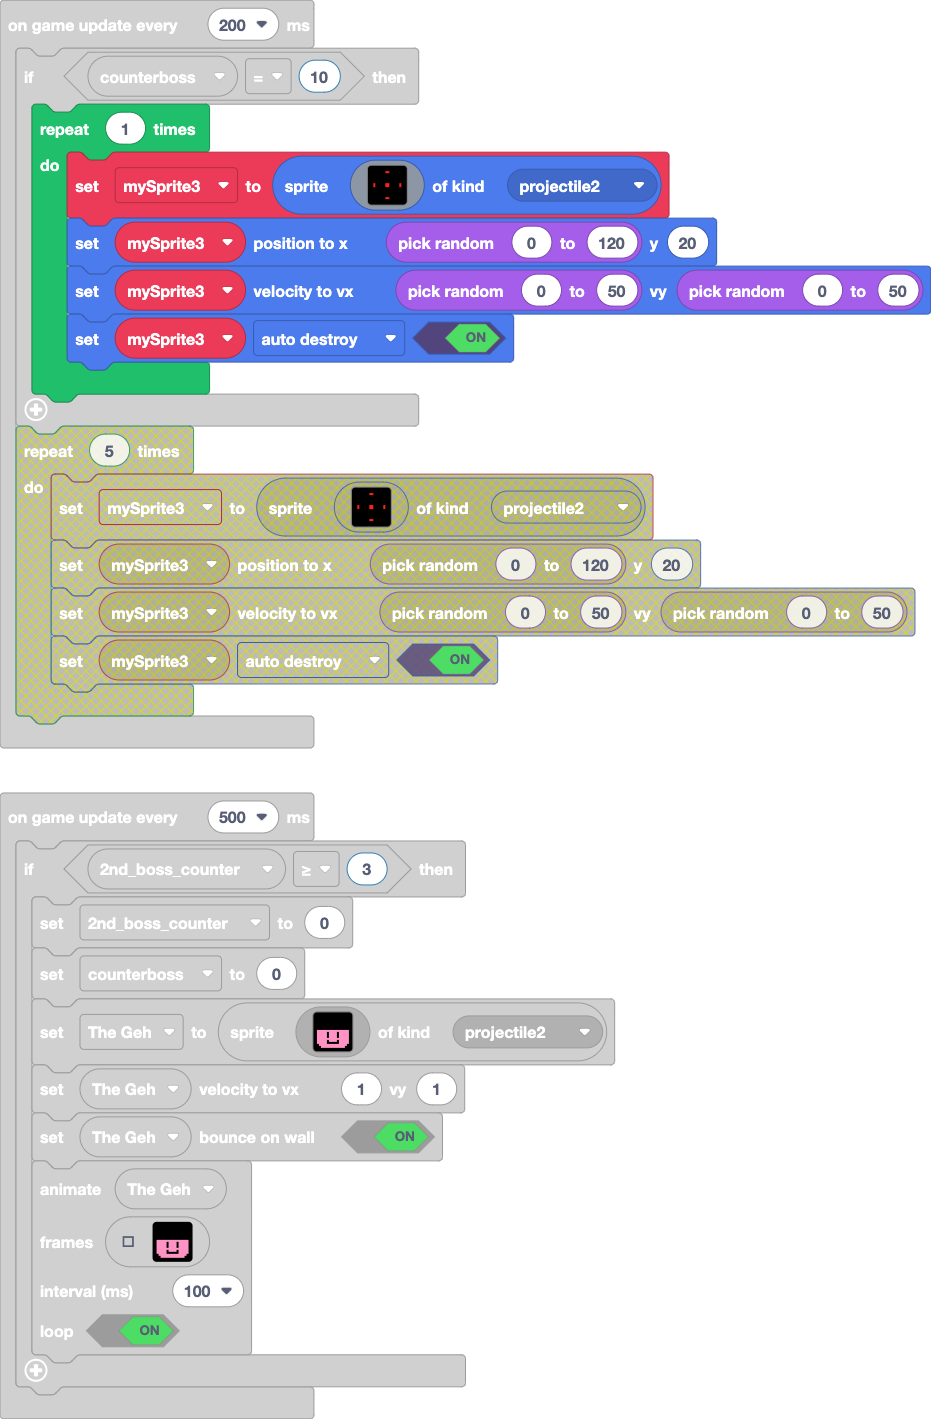 on game update every 200 ms
if counterboss = 10 then
repeat 1 times
do
set mySprite3 to sprite of kind projectile2
set mySprite3 position to x pick random 0 to 120 y 20
set mySprite3 velocity to vx pick random 0 to 50 vy pick random 0 to 50
set mySprite3 auto destroy ON
repeat 5 times
do
set mySprite3 to sprite of kind projectile2
set mySprite3 position to x pick random 0 to 120 y 20
set mySprite3 velocity to vx pick random 0 to 50 vy pick random 0 to 50
set mySprite3 auto destroy ON
on game update every 500 ms
if 2nd_boss_counter ≥ 3 then
set 2nd_boss_counter to 0
set counterboss to 0
set The Geh to sprite of kind projectile2
set The Geh velocity to vx 1 vy 1
set The Geh bounce on wall ON
animate The Geh
frames
interval (ms) 100
loop ON